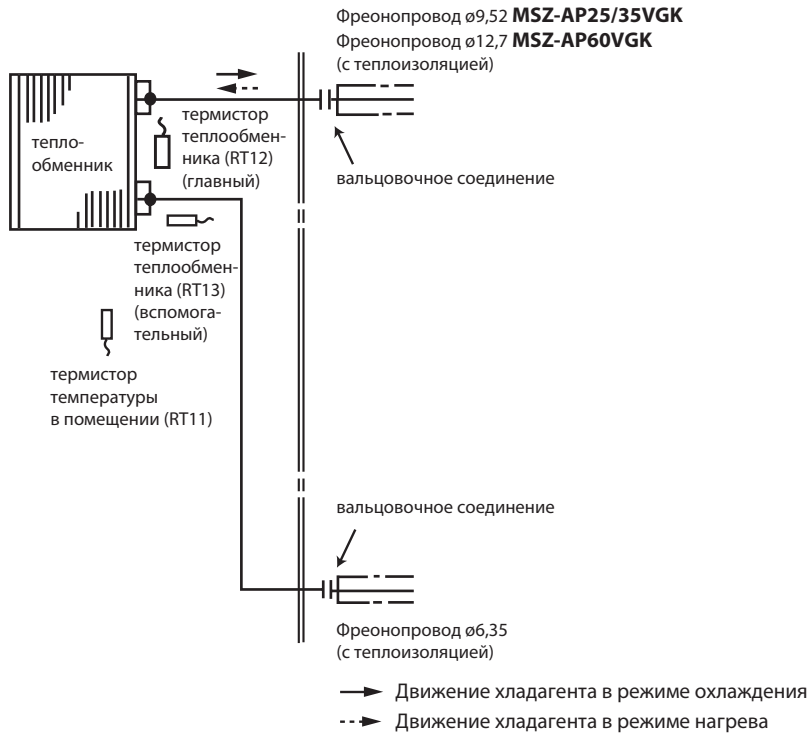 Фреонопровод ø9,52 MSZ-AP25/35VGK
Фреонопровод ø12,7 MSZ-AP60VGK
(с теплоизоляцией)
тепло-
обменник
термистор
теплообмен-
ника (RT12)
(главный)
вальцовочное соединение
термистор
теплообмен-
ника (RT13)
(вспомога-
тельный)
термистор
температуры
в помещении (RT11)
вальцовочное соединение
Фреонопровод ø6,35
(с теплоизоляцией)
Движение хладагента в режиме охлаждения
Движение хладагента в режиме нагрева